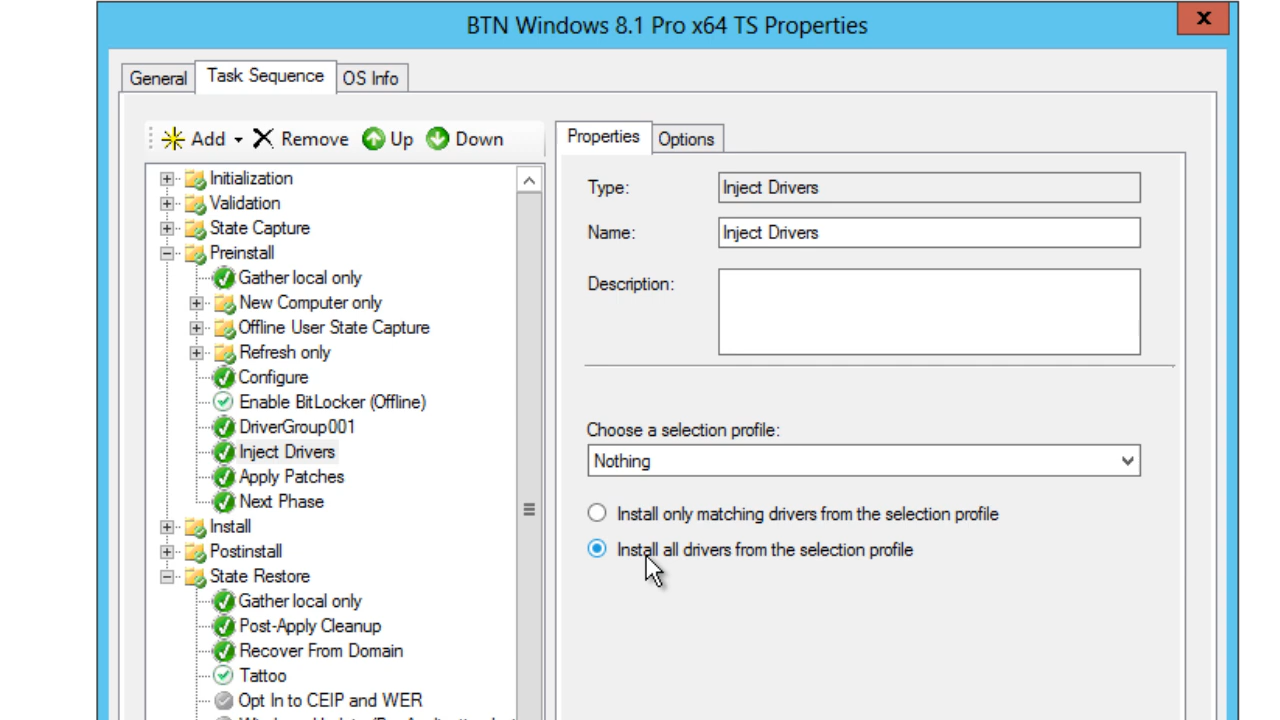 BTN Windows 8.1 Pro x64 TS Properties
x
General Task Sequence OS Info
Add Remove Up Down
Initialization
Validation
State Capture
Preinstall
Gather local only
New Computer only
Offline User State Capture
Refresh only
Configure
Enable BitLocker (Offline)
DriverGroup001
Inject Drivers
Apply Patches
Next Phase
Install
Postinstall
State Restore
Gather local only
Post-Apply Cleanup
Recover From Domain
Tattoo
Opt In to CEIP and WER
Properties Options
Type: Inject Drivers
Name: Inject Drivers
Description:
Choose a selection profile:
Nothing
Install only matching drivers from the selection profile
Install all drivers from the selection profile